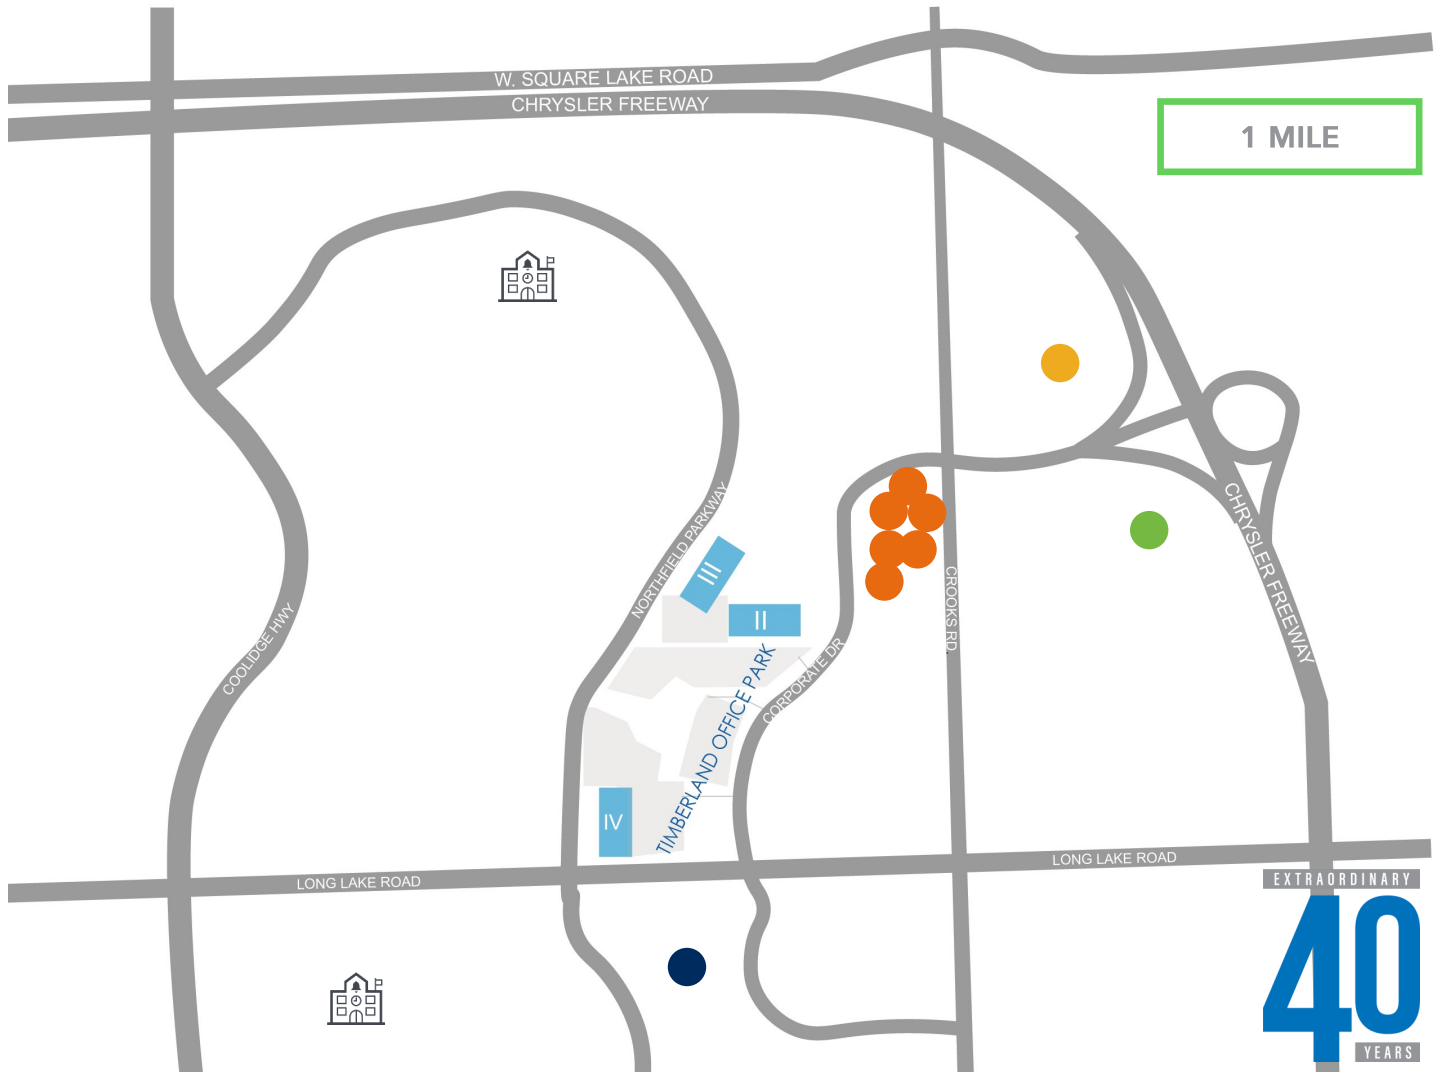 W. SQUARE LAKE ROAD
CHRYSLER FREEWAY
1 MILE
NORTHFIELD PARKWAY
III
II
CHRYSLER FREEWAY
CROOKS RD.
COOLIDGE HWY
CORPORATE DR
TIMBERLAND OFFICE PARK
IV
LONG LAKE ROAD
LONG LAKE ROAD
EXTRAORDINARY
40
YEARS